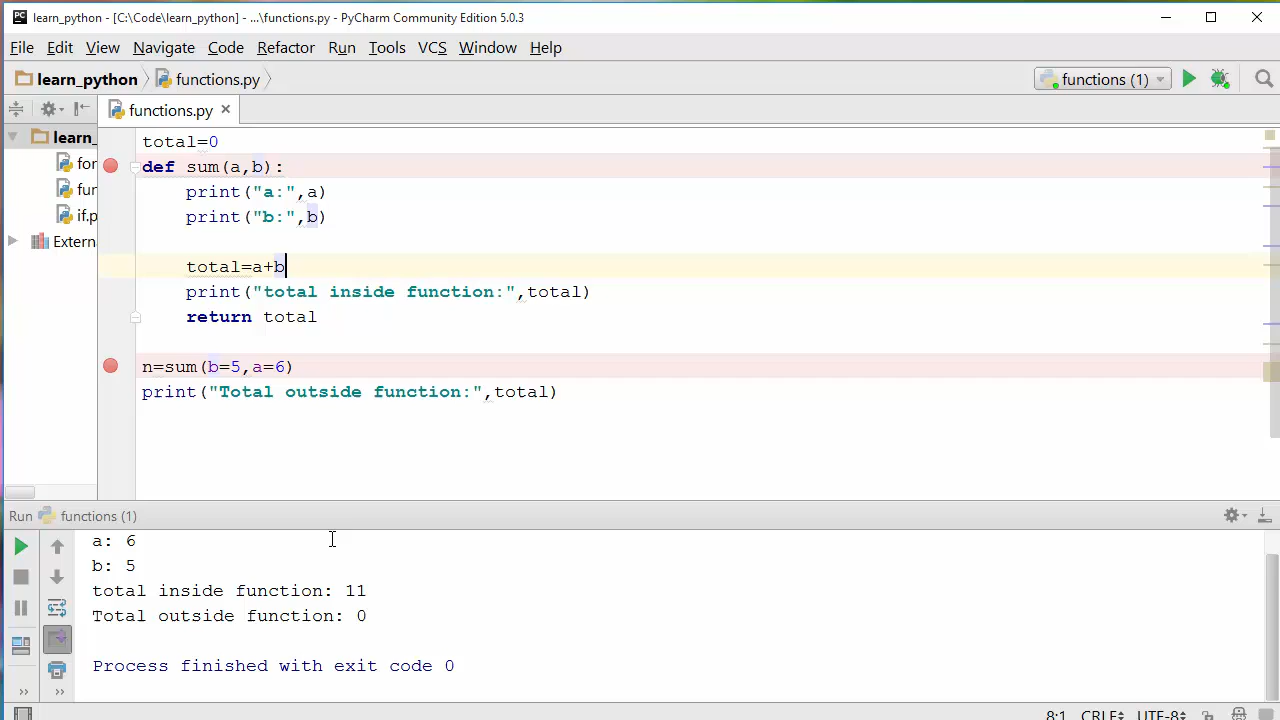 learn_python - [C:\Code\learn_python] - ...\functions.py - PyCharm Community Edition 5.0.3
File Edit View Navigate Code Refactor Run Tools VCS Window Help
learn_python functions.py functions (1)
functions.py
learn_
for
fun
if.p
Extern
total=0
def sum(a,b):
    print("a:",a)
    print("b:",b)
    total=a+b
    print("total inside function:",total)
    return total
n=sum(b=5,a=6)
print("Total outside function:",total)
Run functions (1)
a: 6
b: 5
total inside function: 11
Total outside function: 0
Process finished with exit code 0
8:1 CRLF UTF-8